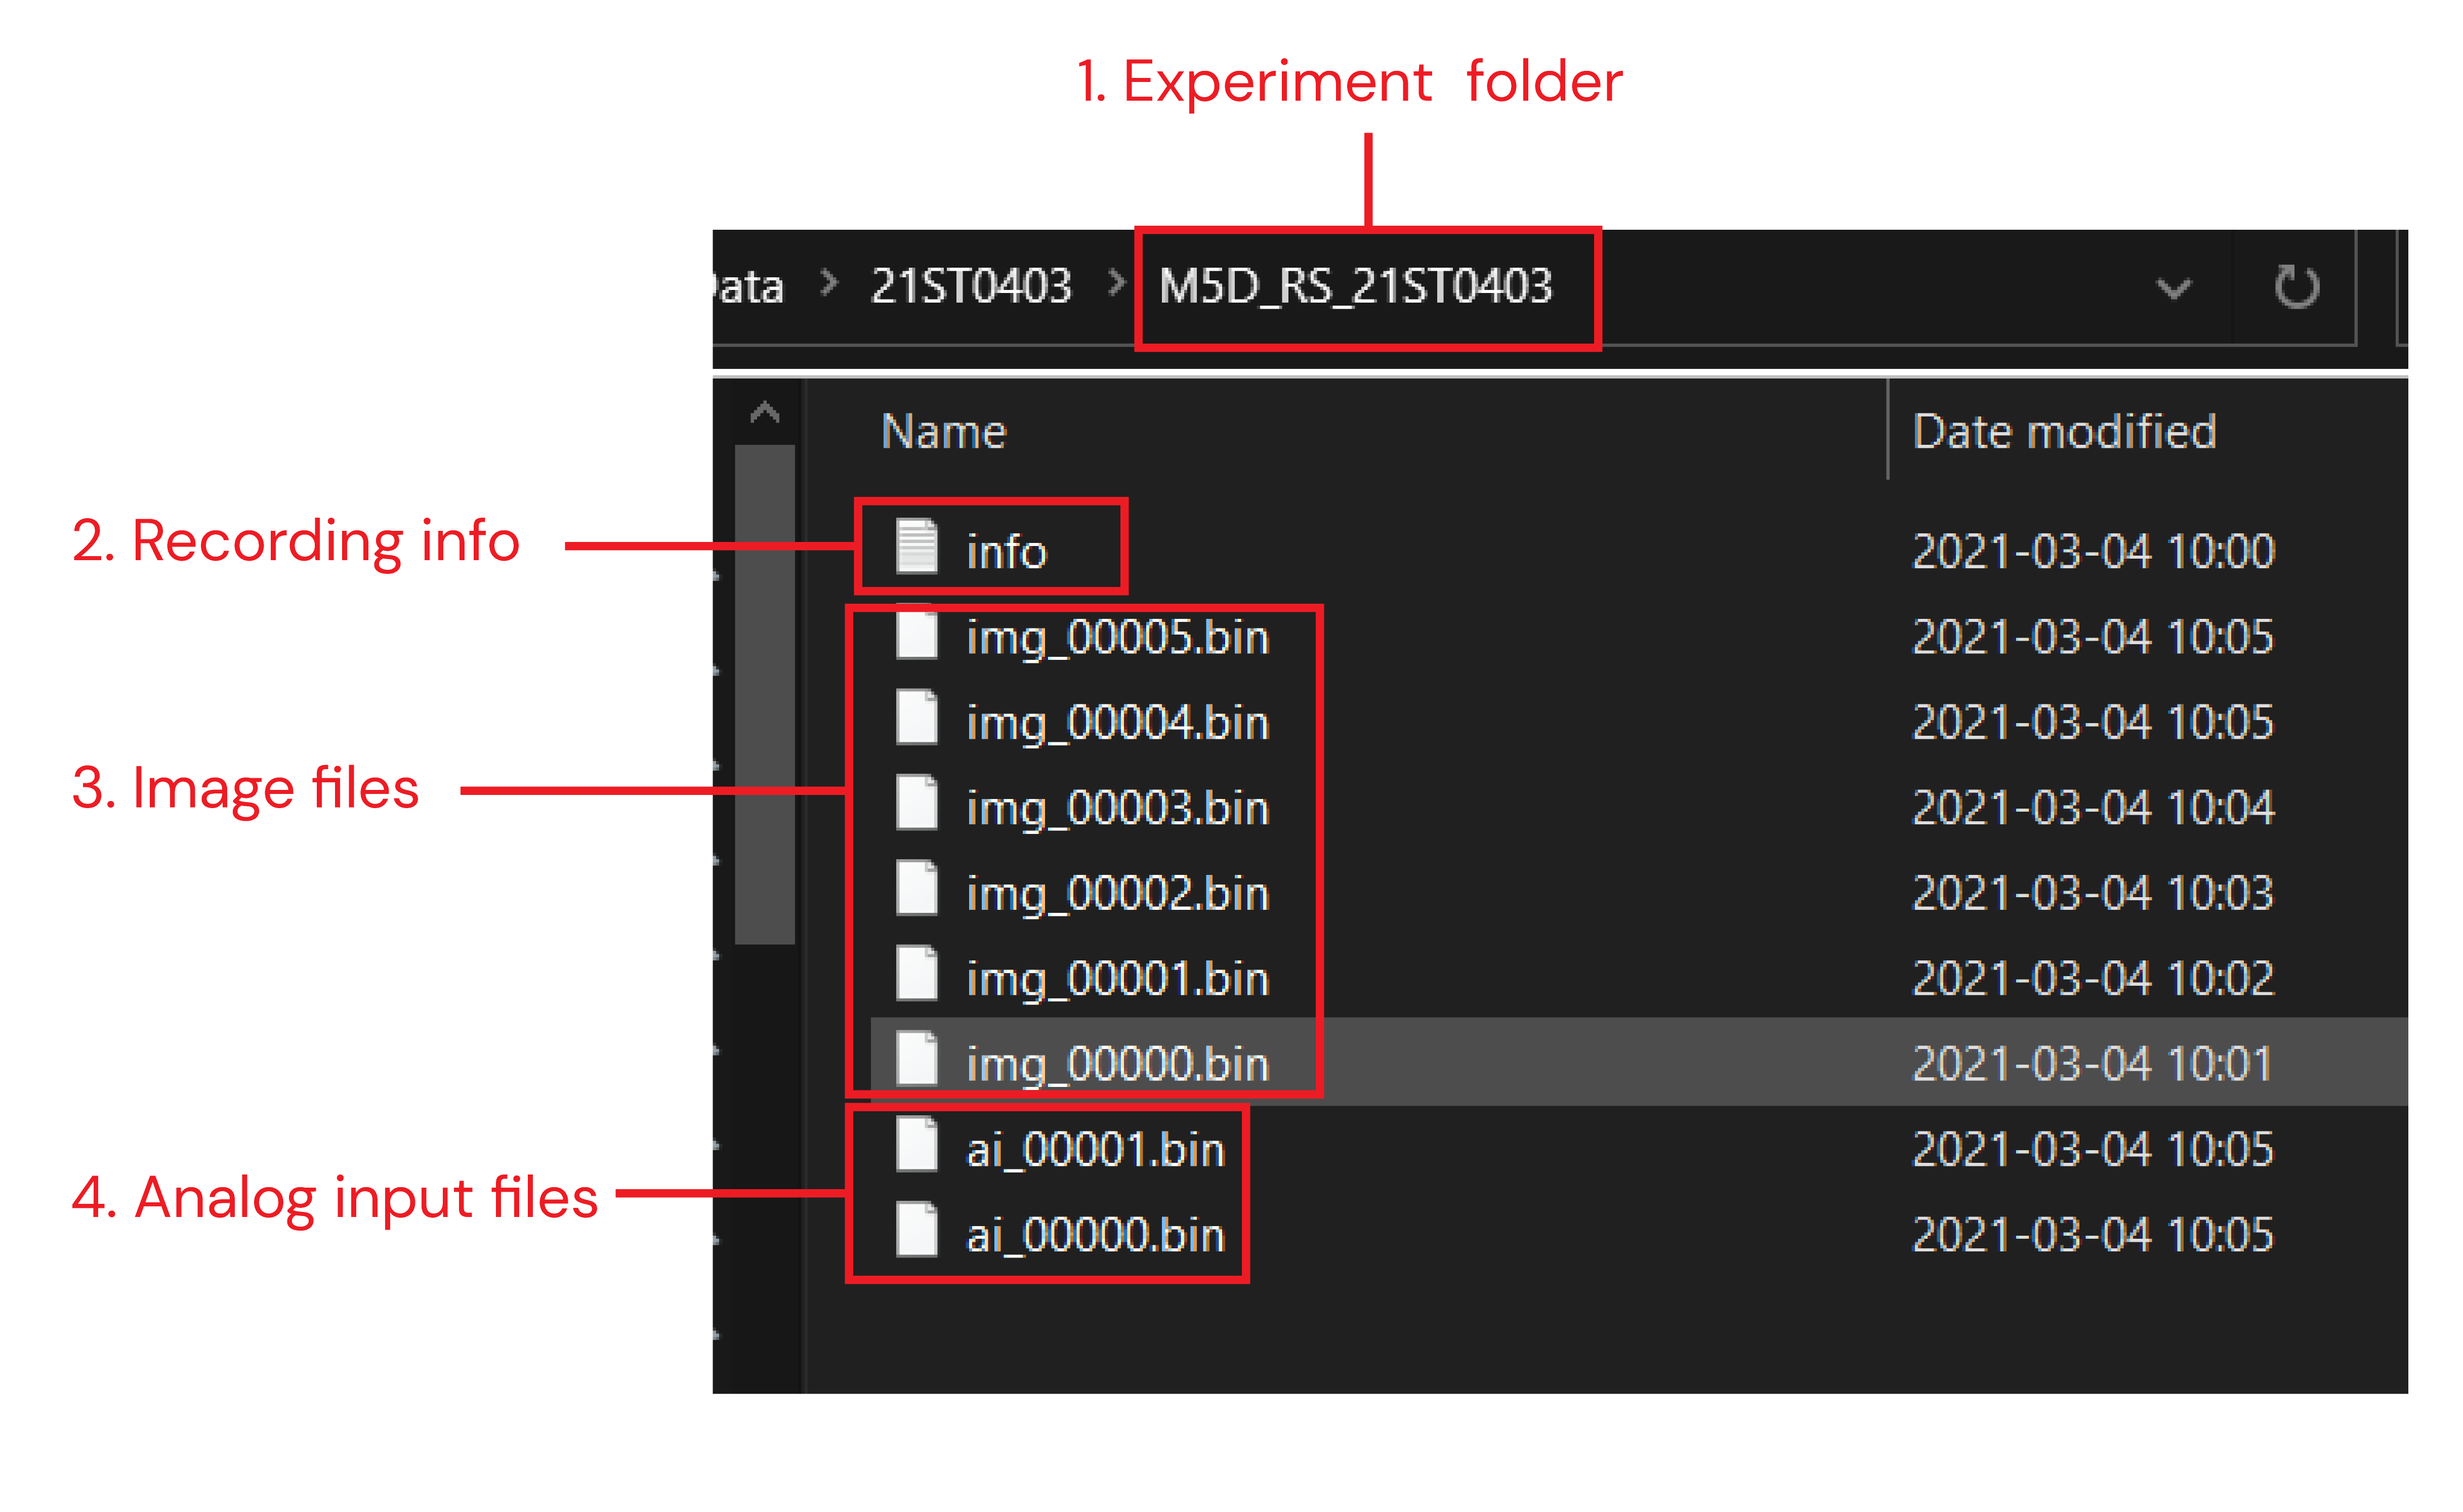 1. Experiment folder
ata > 21ST0403 > M5D_RS_21ST0403
Name Date modified
2. Recording info
info 2021-03-04 10:00
img_00005.bin 2021-03-04 10:05
img_00004.bin 2021-03-04 10:05
3. Image files
img_00003.bin 2021-03-04 10:04
img_00002.bin 2021-03-04 10:03
img_00001.bin 2021-03-04 10:02
img_00000.bin 2021-03-04 10:01
4. Analog input files
ai_00001.bin 2021-03-04 10:05
ai_00000.bin 2021-03-04 10:05